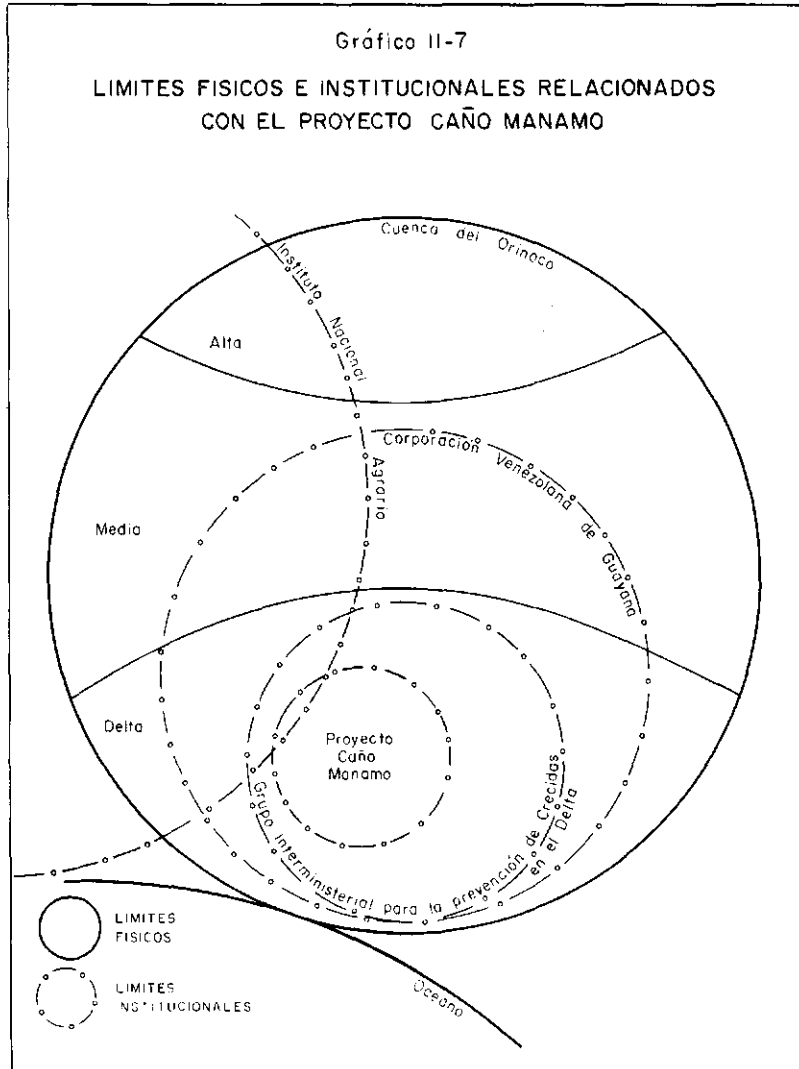 Gráfico II-7
LIMITES FISICOS E INSTITUCIONALES RELACIONADOS
CON EL PROYECTO CAÑO MANAMO
Cuenca del Orinoco
Instituto Nacional Agrario
Alta
Corporación Venezolana de Guayana
Media
Delta
Proyecto
Caño
Manamo
Grupo Interministerial para la prevención de Crecidas
en el Delta
LIMITES
FISICOS
LIMITES
INSTITUCIONALES
Oceano